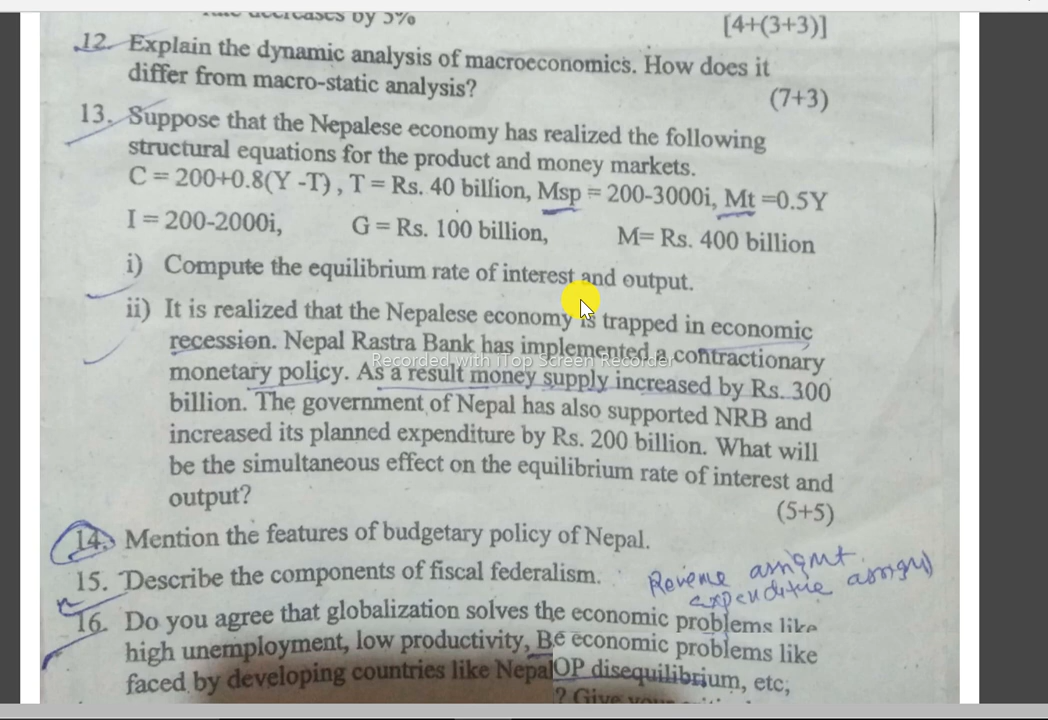 decreases by 5%
[4+(3+3)]
12. Explain the dynamic analysis of macroeconomics. How does it
differ from macro-static analysis?
(7+3)
13. Suppose that the Nepalese economy has realized the following
structural equations for the product and money markets.
C = 200+0.8(Y -T) , T = Rs. 40 billion, Msp = 200-3000i, Mt =0.5Y
I = 200-2000i, G = Rs. 100 billion, M= Rs. 400 billion
i) Compute the equilibrium rate of interest and output.
ii) It is realized that the Nepalese economy is trapped in economic
recession. Nepal Rastra Bank has implemented a contractionary
Recorded with iTop Screen Recorder
monetary policy. As a result money supply increased by Rs. 300
billion. The government of Nepal has also supported NRB and
increased its planned expenditure by Rs. 200 billion. What will
be the simultaneous effect on the equilibrium rate of interest and
output?
(5+5)
14. Mention the features of budgetary policy of Nepal.
15. Describe the components of fiscal federalism.
16. Do you agree that globalization solves the economic problems like
high unemployment, low productivity, Be economic problems like
faced by developing countries like NepalOP disequilibrium, etc,
? Give